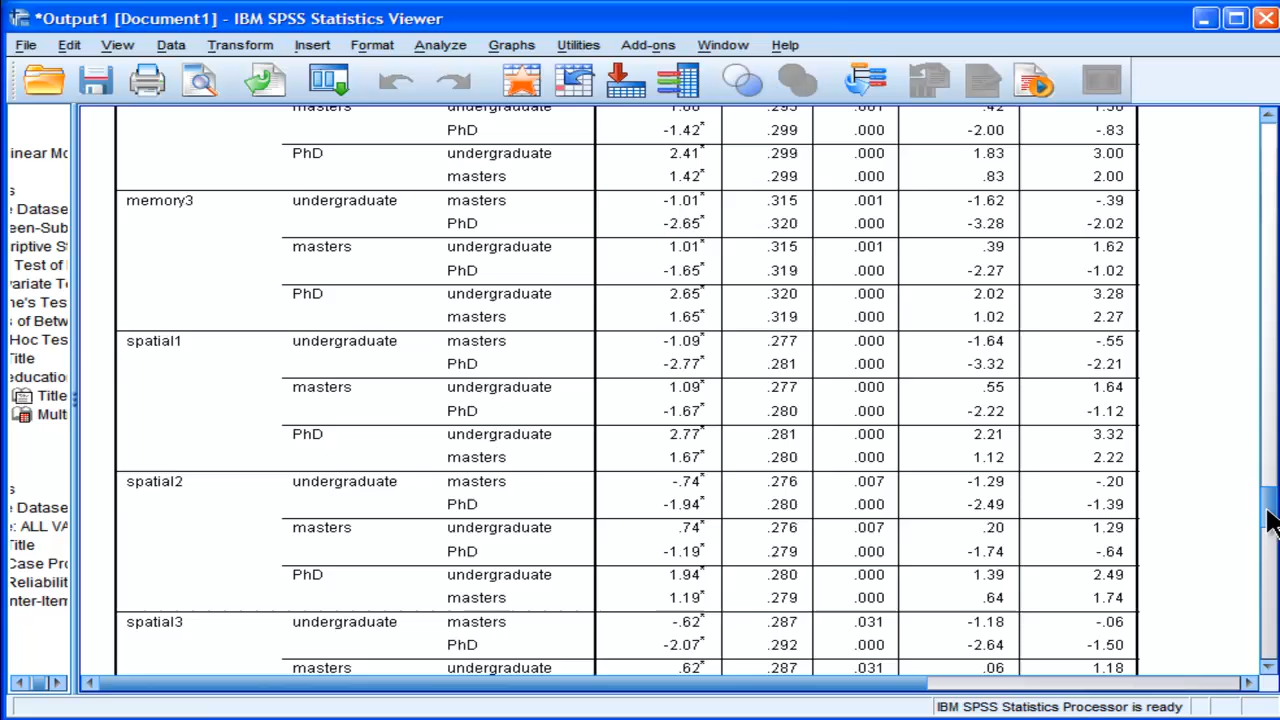 *Output1 [Document1] - IBM SPSS Statistics Viewer
File Edit View Data Transform Insert Format Analyze Graphs Utilities Add-ons Window Help
masters undergraduate .293 .001 .42
PhD -1.42* .299 .000 -2.00 -.83
inear Mo PhD undergraduate 2.41* .299 .000 1.83 3.00
masters 1.42* .299 .000 .83 2.00
s
memory3 undergraduate masters -1.01* .315 .001 -1.62 -.39
e Datase
PhD -2.65* .320 .000 -3.28 -2.02
een-Sub
riptive St masters undergraduate 1.01* .315 .001 .39 1.62
Test of PhD -1.65* .319 .000 -2.27 -1.02
variate Te
ne's Tes PhD undergraduate 2.65* .320 .000 2.02 3.28
s of Betw masters 1.65* .319 .000 1.02 2.27
Hoc Tes spatial1 undergraduate masters -1.09* .277 .000 -1.64 -.55
Title PhD -2.77* .281 .000 -3.32 -2.21
educatio masters undergraduate 1.09* .277 .000 .55 1.64
Title
Mult PhD -1.67* .280 .000 -2.22 -1.12
PhD undergraduate 2.77* .281 .000 2.21 3.32
masters 1.67* .280 .000 1.12 2.22
s spatial2 undergraduate masters -.74* .276 .007 -1.29 -.20
e Datase PhD -1.94* .280 .000 -2.49 -1.39
: ALL VA masters undergraduate .74* .276 .007 .20 1.29
Title PhD -1.19* .279 .000 -1.74 -.64
Case Pro
Reliabilit PhD undergraduate 1.94* .280 .000 1.39 2.49
nter-Item masters 1.19* .279 .000 .64 1.74
spatial3 undergraduate masters -.62* .287 .031 -1.18 -.06
PhD -2.07* .292 .000 -2.64 -1.50
masters undergraduate .62* .287 .031 .06 1.18
IBM SPSS Statistics Processor is ready